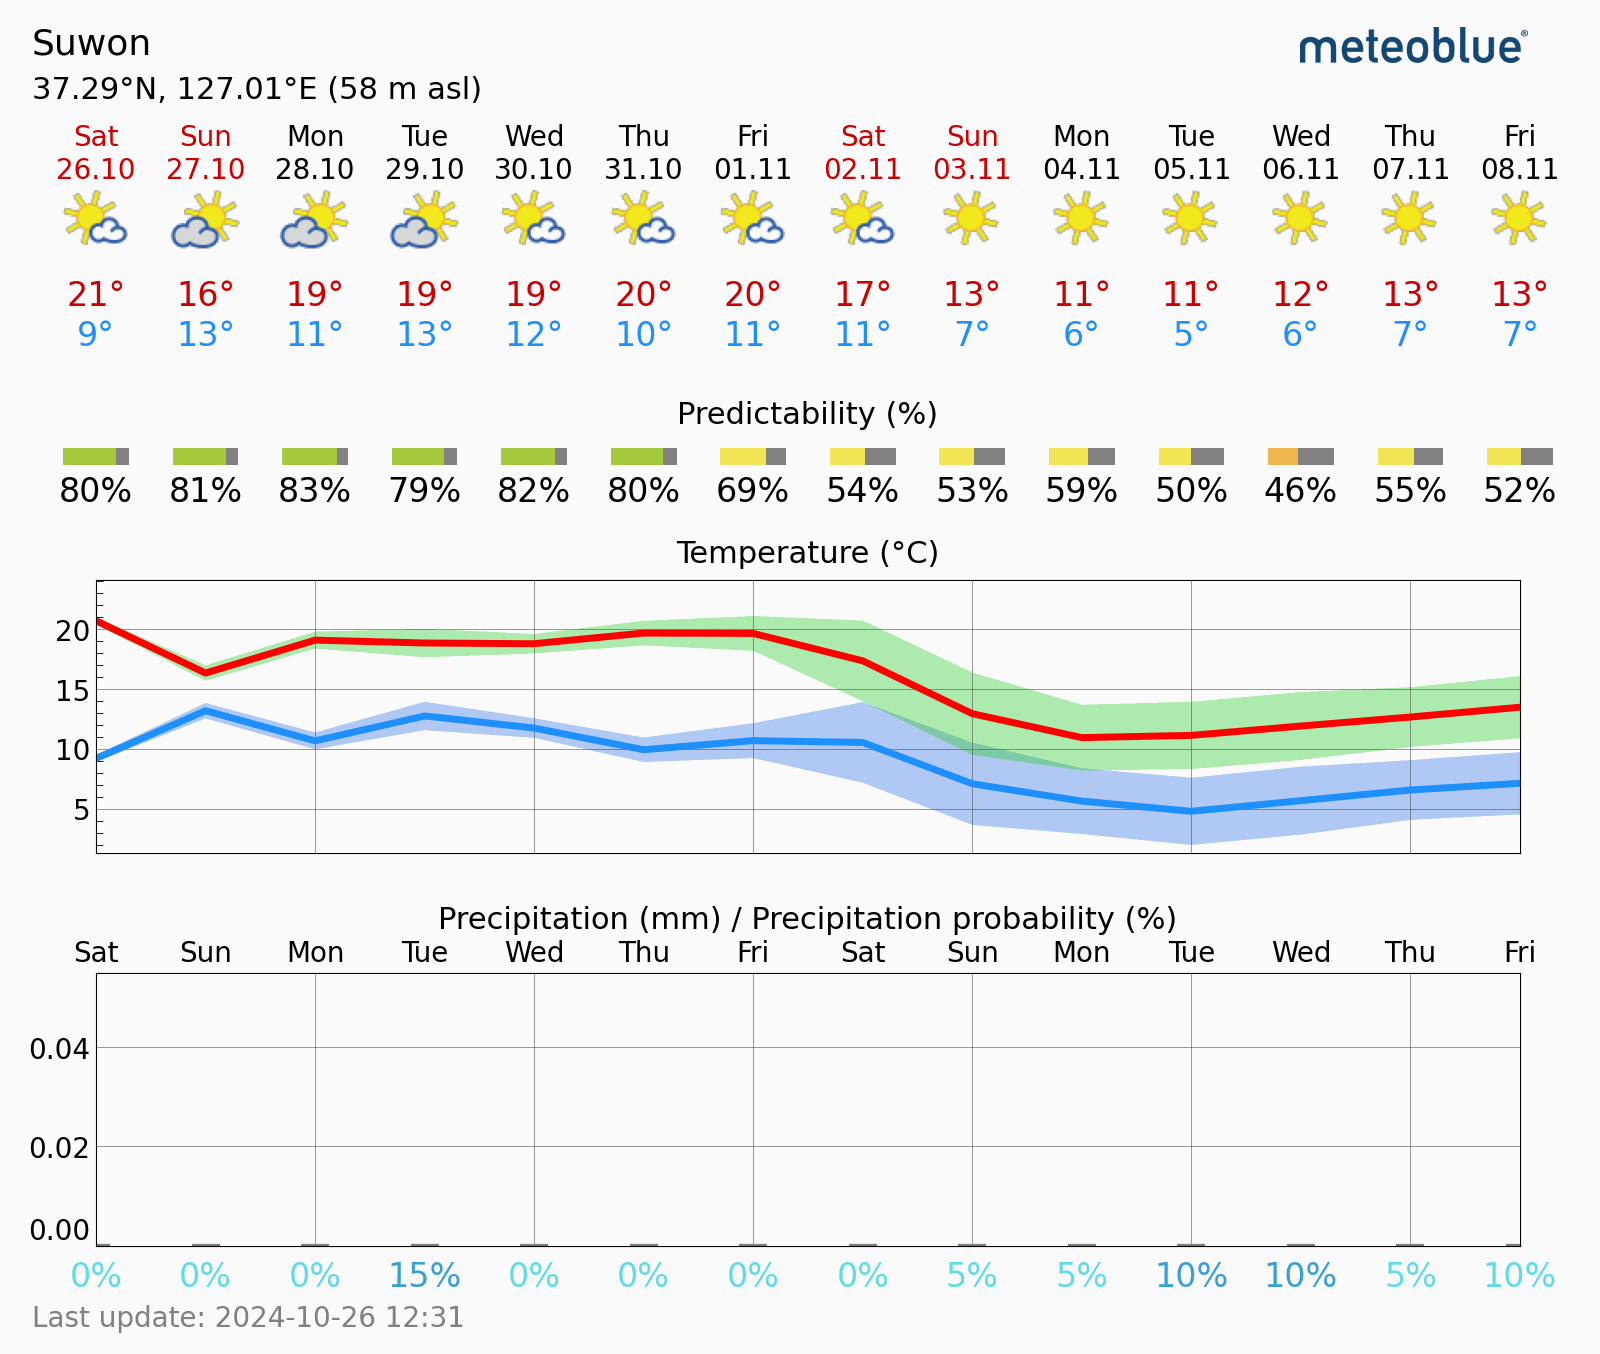 Suwon
meteoblue®
37.29°N, 127.01°E (58 m asl)
Sat Sun Mon Tue Wed Thu Fri Sat Sun Mon Tue Wed Thu Fri
26.10 27.10 28.10 29.10 30.10 31.10 01.11 02.11 03.11 04.11 05.11 06.11 07.11 08.11
21° 16° 19° 19° 19° 20° 20° 17° 13° 11° 11° 12° 13° 13°
9° 13° 11° 13° 12° 10° 11° 11° 7° 6° 5° 6° 7° 7°
Predictability (%)
80% 81% 83% 79% 82% 80% 69% 54% 53% 59% 50% 46% 55% 52%
Temperature (°C)
20
15
10
5
Precipitation (mm) / Precipitation probability (%)
Sat Sun Mon Tue Wed Thu Fri Sat Sun Mon Tue Wed Thu Fri
0.04
0.02
0.00
0% 0% 0% 15% 0% 0% 0% 0% 5% 5% 10% 10% 5% 10%
Last update: 2024-10-26 12:31